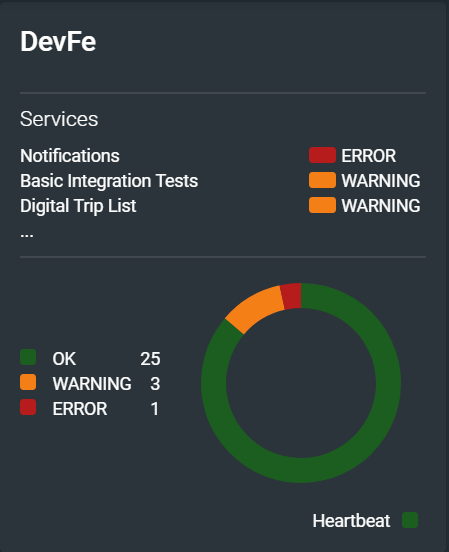 DevFe
Services
Notifications ERROR
Basic Integration Tests WARNING
Digital Trip List WARNING
...
OK 25
WARNING 3
ERROR 1
Heartbeat